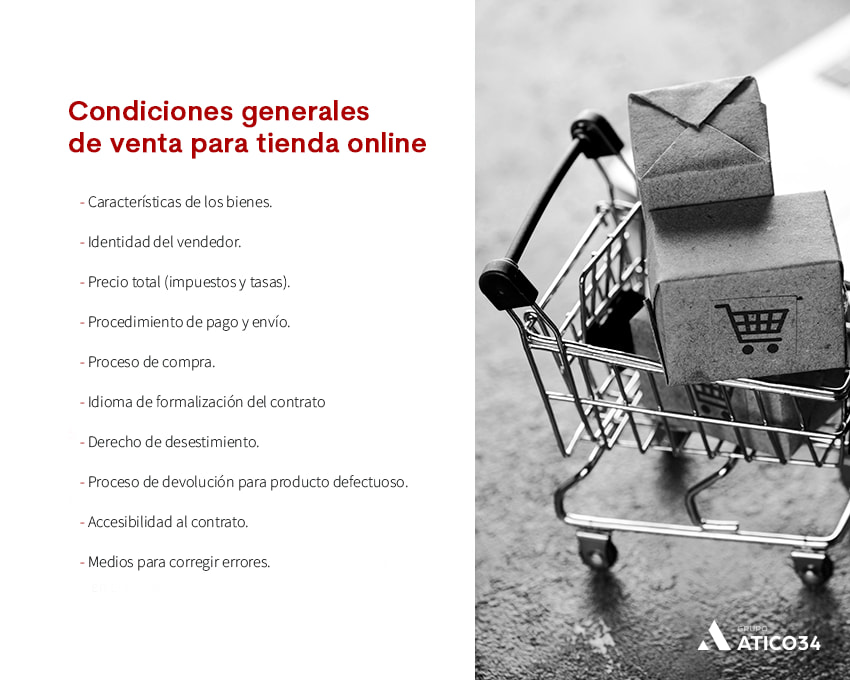 Condiciones generales
de venta para tienda online
- Características de los bienes.
- Identidad del vendedor.
- Precio total (impuestos y tasas).
- Procedimiento de pago y envío.
- Proceso de compra.
- Idioma de formalización del contrato
- Derecho de desestimiento.
- Proceso de devolución para producto defectuoso.
- Accesibilidad al contrato.
- Medios para corregir errores.
GRUPO
ATICO34